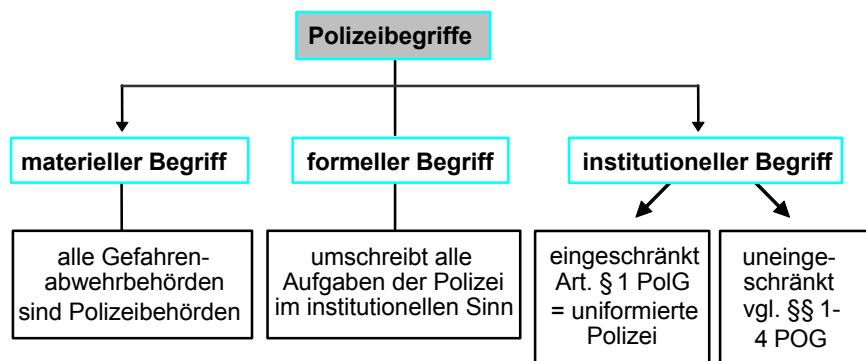 Polizeibegriffe
materieller Begriff
formeller Begriff
institutioneller Begriff
alle Gefahren-
abwehrbehörden
sind Polizeibehörden
umschreibt alle
Aufgaben der Polizei
im institutionellen Sinn
eingeschränkt
Art. § 1 PolG
= uniformierte
Polizei
uneinge-
schränkt
vgl. §§ 1-
4 POG